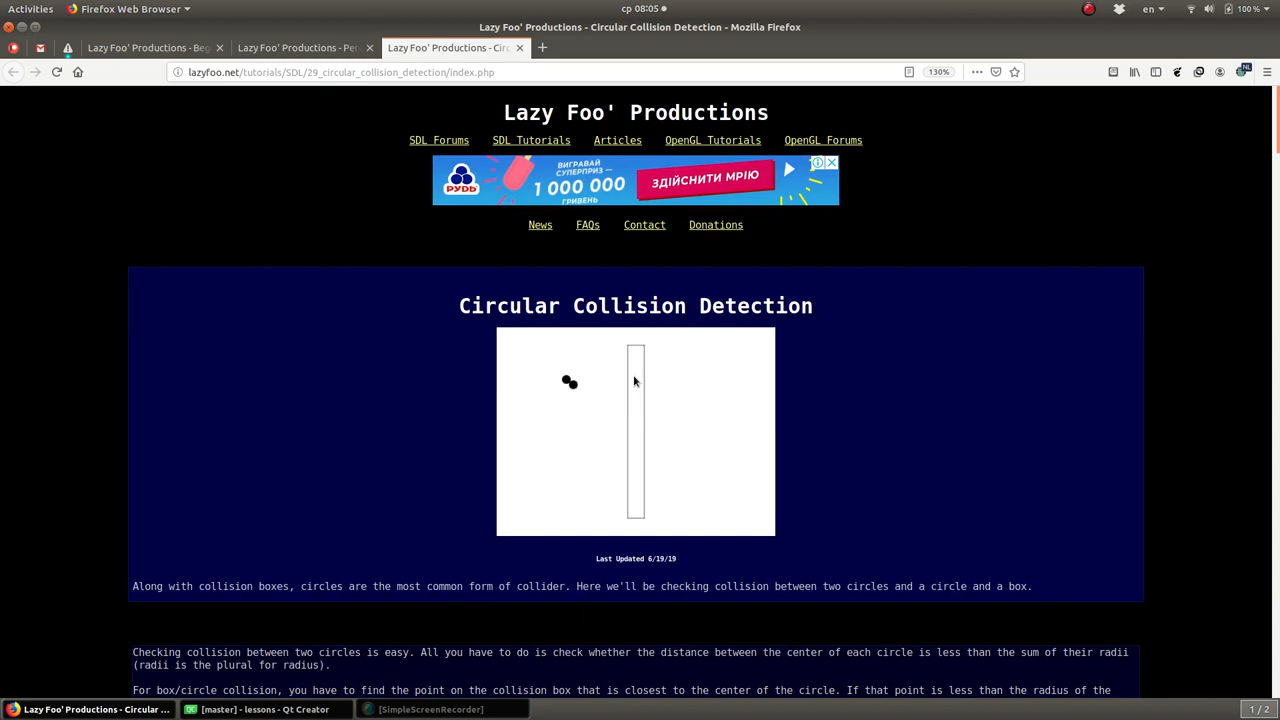 Activities Firefox Web Browser ср 08:05 en 100 %
Lazy Foo' Productions - Circular Collision Detection - Mozilla Firefox
Lazy Foo' Productions - Beg Lazy Foo' Productions - Per Lazy Foo' Productions - Circ
lazyfoo.net/tutorials/SDL/29_circular_collision_detection/index.php 130% NL
Lazy Foo' Productions
SDL Forums SDL Tutorials Articles OpenGL Tutorials OpenGL Forums
РУДЬ
ВИГРАВАЙ
СУПЕРПРИЗ —
1 000 000
ГРИВЕНЬ
ЗДІЙСНИТИ МРІЮ
News FAQs Contact Donations
Circular Collision Detection
Last Updated 6/19/19
Along with collision boxes, circles are the most common form of collider. Here we'll be checking collision between two circles and a circle and a box.
Checking collision between two circles is easy. All you have to do is check whether the distance between the center of each circle is less than the sum of their radii
(radii is the plural for radius).
For box/circle collision, you have to find the point on the collision box that is closest to the center of the circle. If that point is less than the radius of the
Lazy Foo' Productions - Circular ... QC [master] - lessons - Qt Creator [SimpleScreenRecorder] 1 / 2